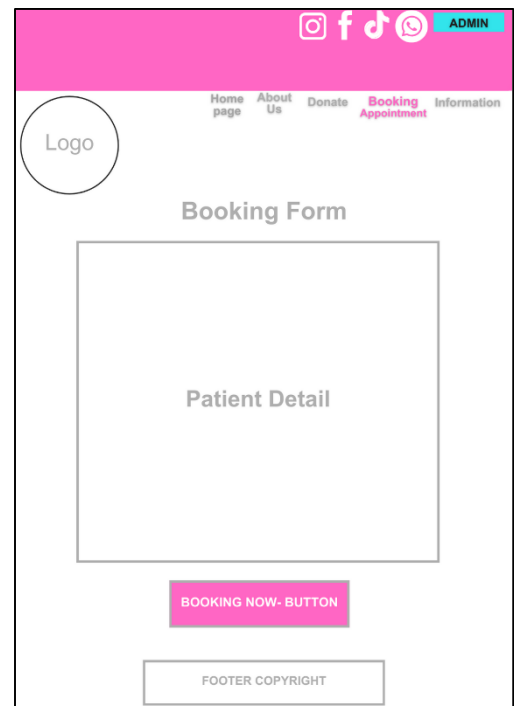 ADMIN
Home page
About Us
Donate
Booking Appointment
Information
Logo
Booking Form
Patient Detail
BOOKING NOW- BUTTON
FOOTER COPYRIGHT